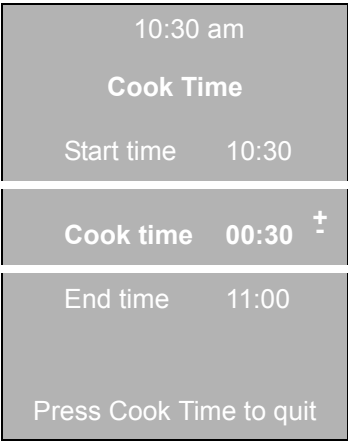 10:30 am
Cook Time
Start time 10:30
Cook time 00:30 +
-
End time 11:00
Press Cook Time to quit